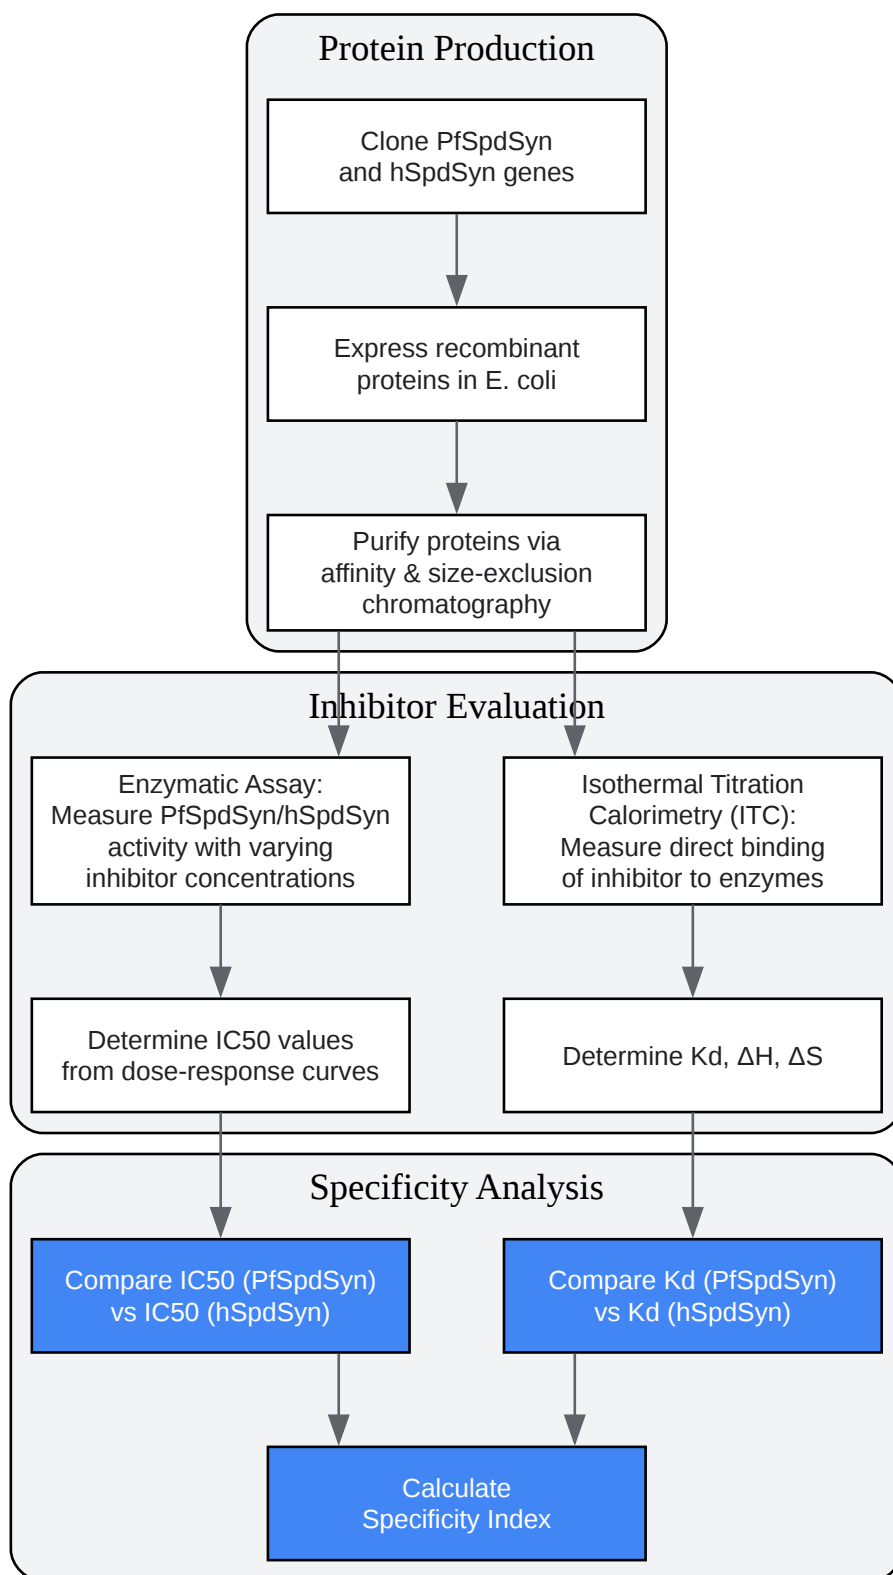 Protein Production
Clone PfSpdSyn
and hSpdSyn genes
Express recombinant
proteins in E. coli
Purify proteins via
affinity & size-exclusion
chromatography
Inhibitor Evaluation
Enzymatic Assay:
Measure PfSpdSyn/hSpdSyn
activity with varying
inhibitor concentrations
Isothermal Titration
Calorimetry (ITC):
Measure direct binding
of inhibitor to enzymes
Determine IC50 values
from dose-response curves
Determine Kd, ΔH, ΔS
Specificity Analysis
Compare IC50 (PfSpdSyn)
vs IC50 (hSpdSyn)
Compare Kd (PfSpdSyn)
vs Kd (hSpdSyn)
Calculate
Specificity Index